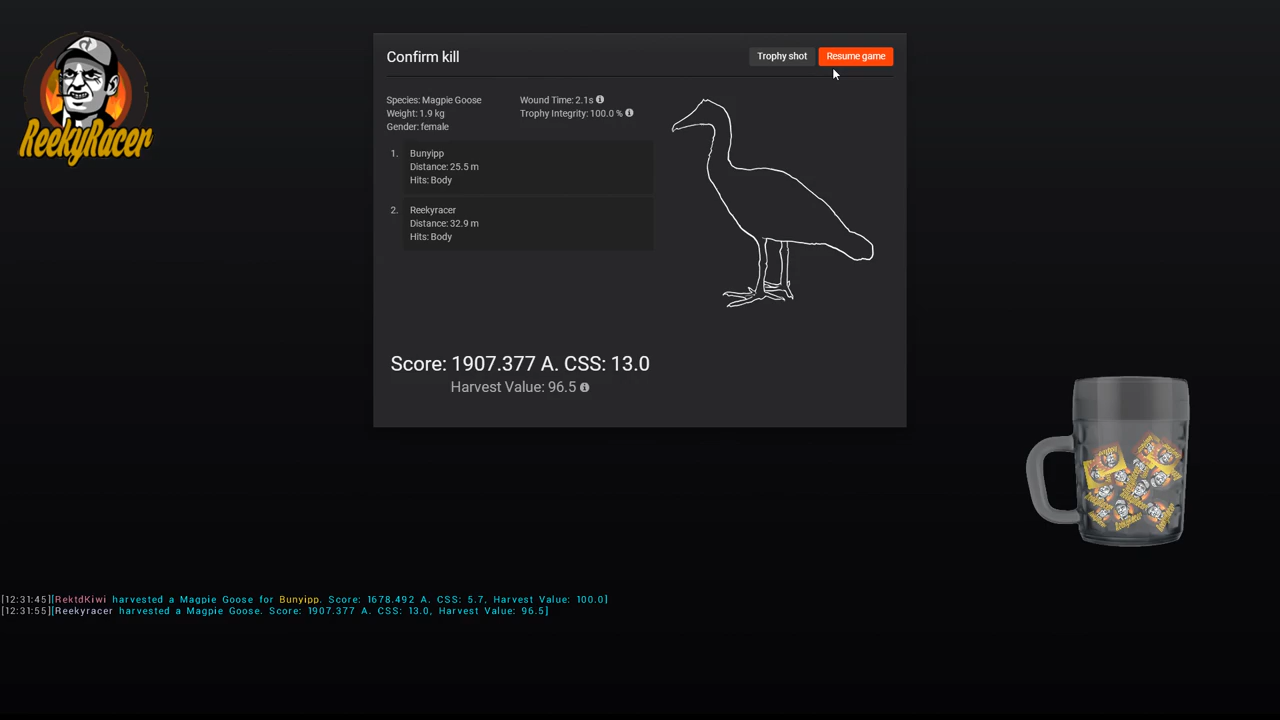 ReekyRacer
Confirm kill
Trophy shot
Resume game
Species: Magpie Goose
Weight: 1.9 kg
Gender: female
Wound Time: 2.1s
Trophy Integrity: 100.0 %
1. Bunyipp
Distance: 25.5 m
Hits: Body
2. Reekyracer
Distance: 32.9 m
Hits: Body
Score: 1907.377 A. CSS: 13.0
Harvest Value: 96.5
[12:31:45][RektdKiwi harvested a Magpie Goose for Bunyipp. Score: 1678.492 A. CSS: 5.7, Harvest Value: 100.0]
[12:31:55][Reekyracer harvested a Magpie Goose. Score: 1907.377 A. CSS: 13.0, Harvest Value: 96.5]